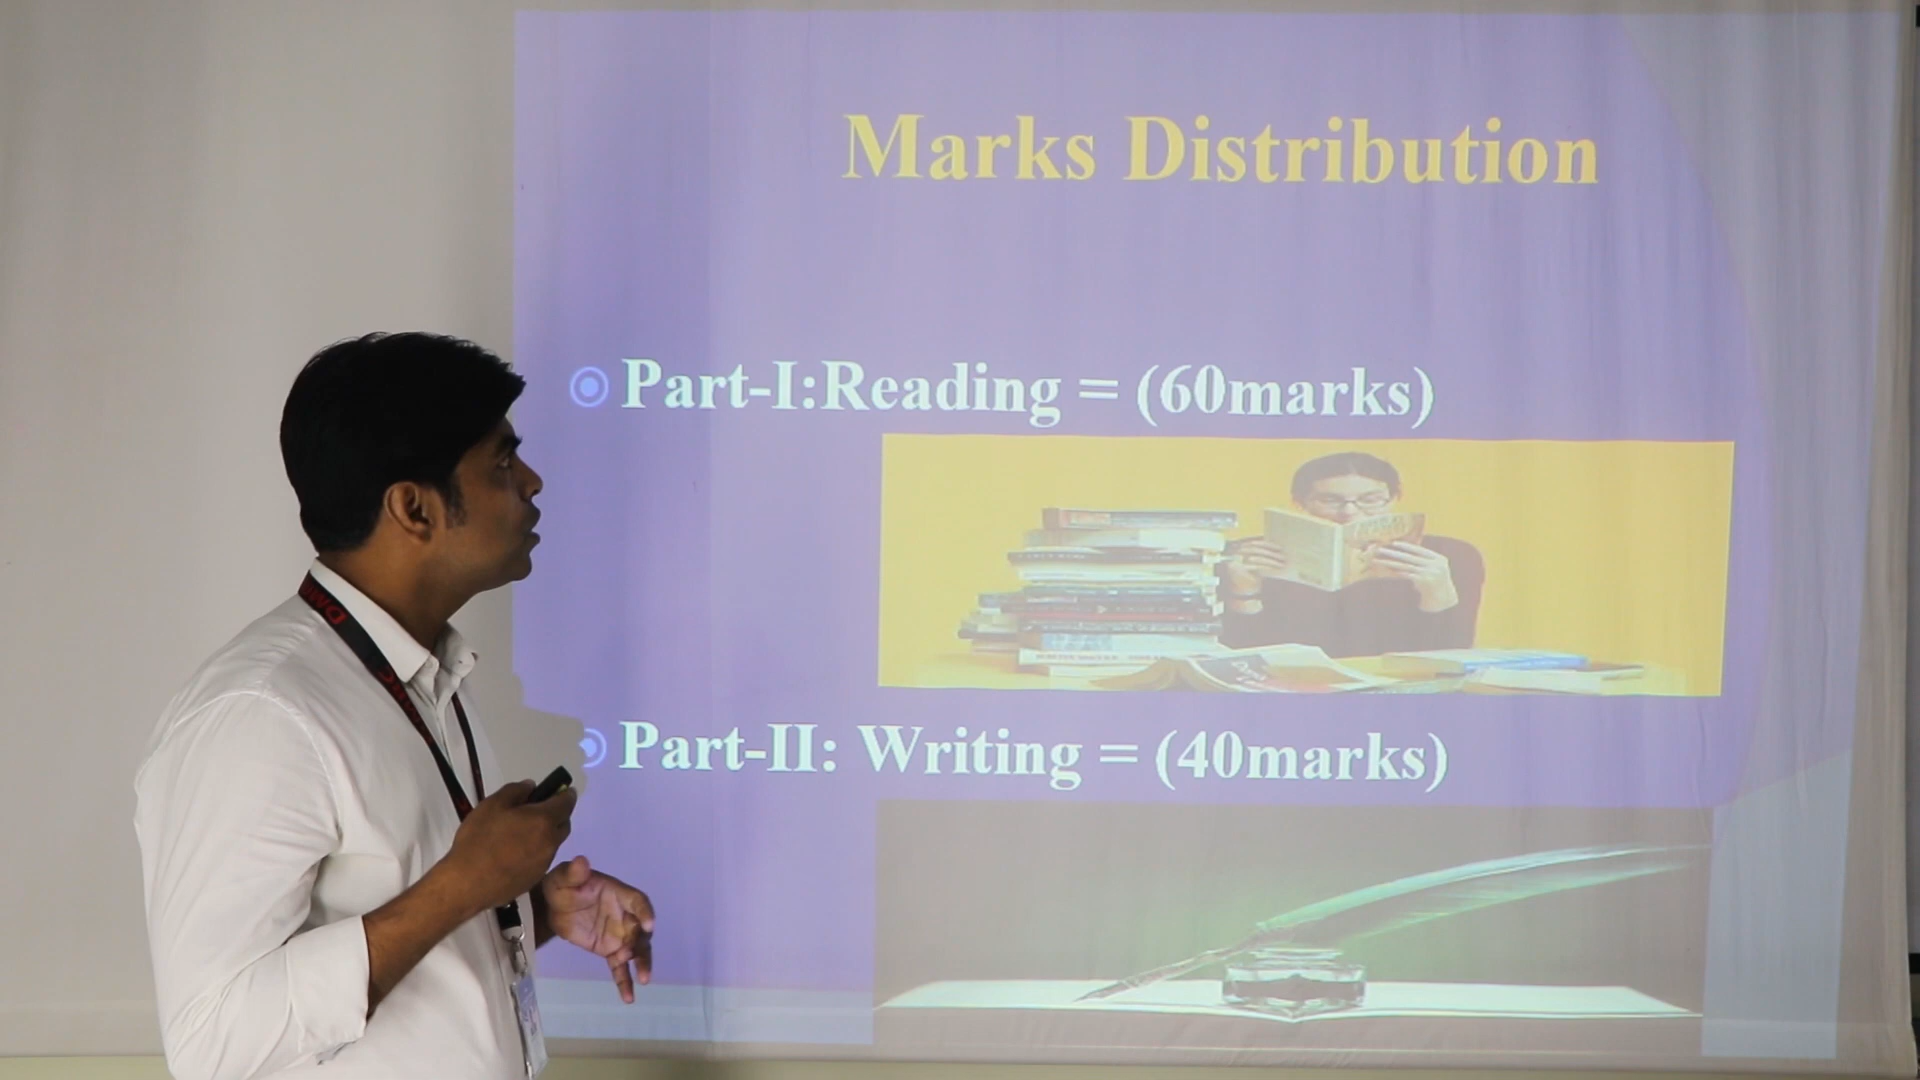 Marks Distribution
Part-I:Reading = (60marks)
Part-II: Writing = (40marks)